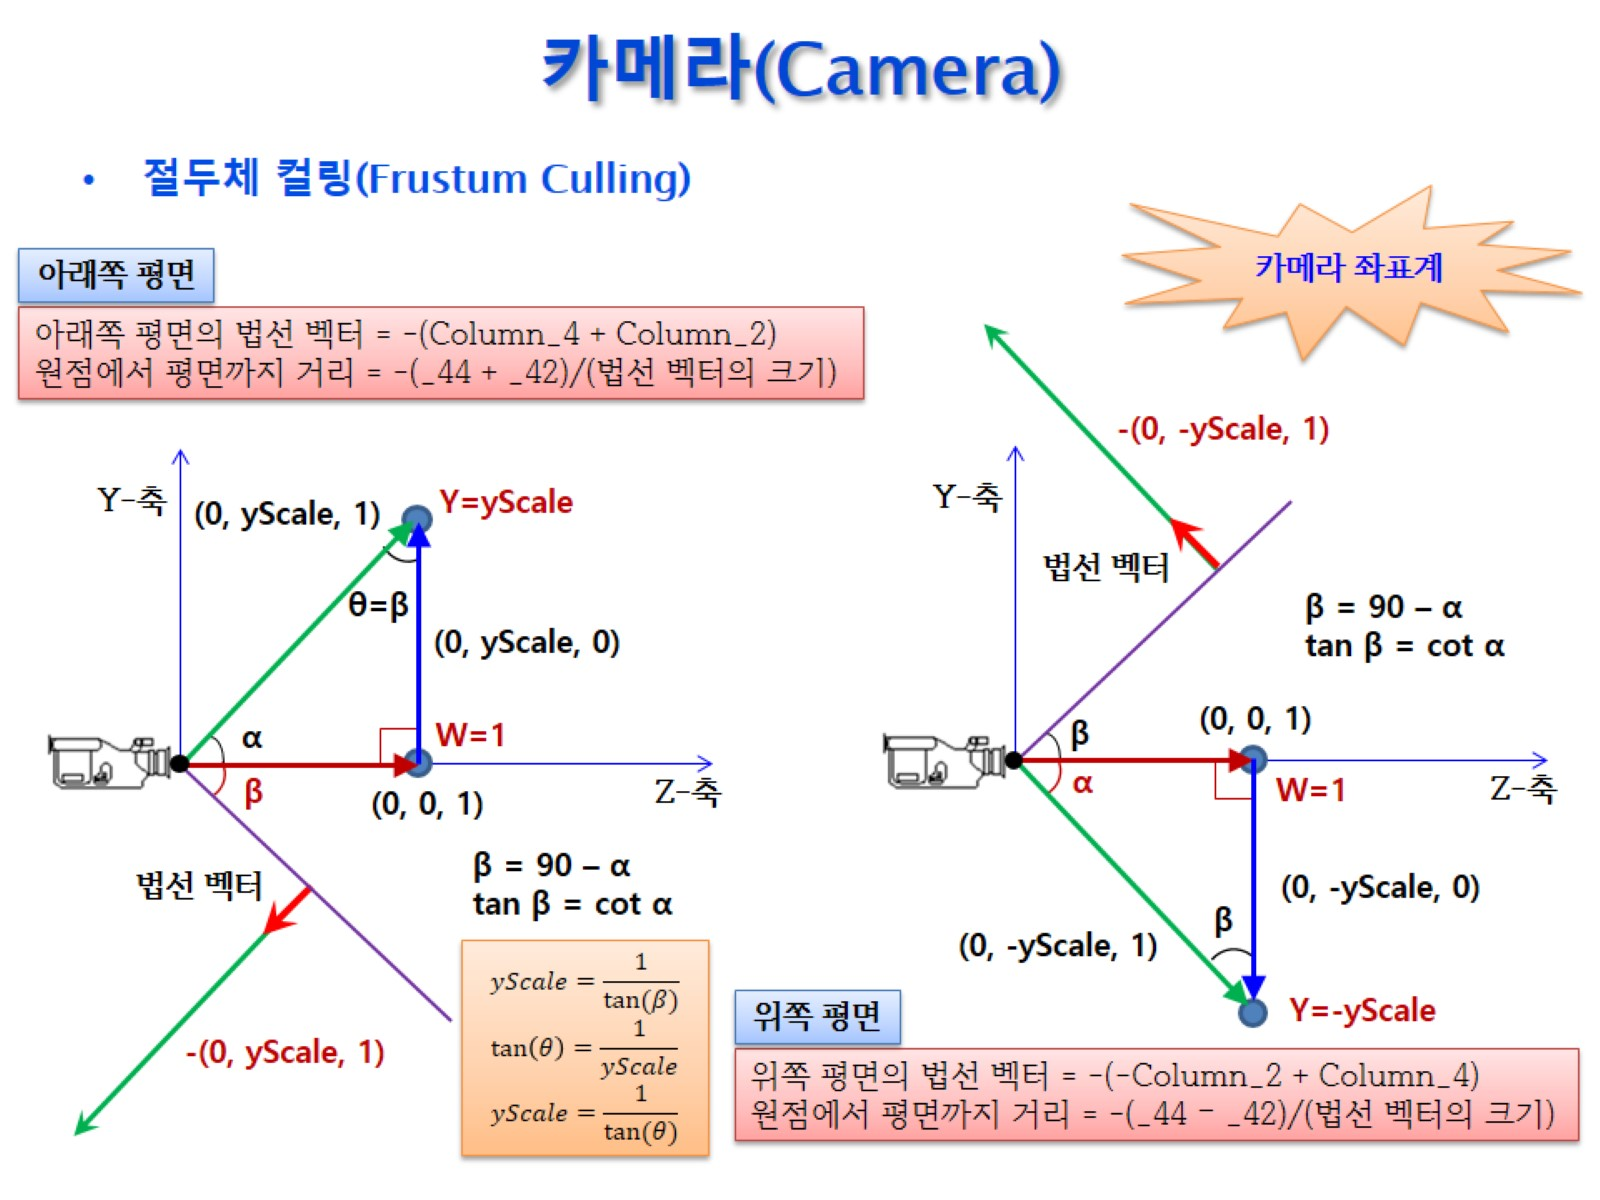 카메라(Camera)
• 절두체 컬링(Frustum Culling)
카메라 좌표계
아래쪽 평면
아래쪽 평면의 법선 벡터 = -(Column_4 + Column_2)
원점에서 평면까지 거리 = -(_44 + _42)/(법선 벡터의 크기)
Y-축
(0, yScale, 1)
Y=yScale
θ=β
(0, yScale, 0)
α
W=1
β
(0, 0, 1)
Z-축
법선 벡터
β = 90 – α
tan β = cot α
-(0, yScale, 1)
yScale = 1/tan(β)
tan(θ) = 1/yScale
yScale = 1/tan(θ)
-(0, -yScale, 1)
Y-축
법선 벡터
β = 90 – α
tan β = cot α
(0, 0, 1)
β
α
W=1
Z-축
(0, -yScale, 0)
β
(0, -yScale, 1)
Y=-yScale
위쪽 평면
위쪽 평면의 법선 벡터 = -(-Column_2 + Column_4)
원점에서 평면까지 거리 = -(_44 – _42)/(법선 벡터의 크기)